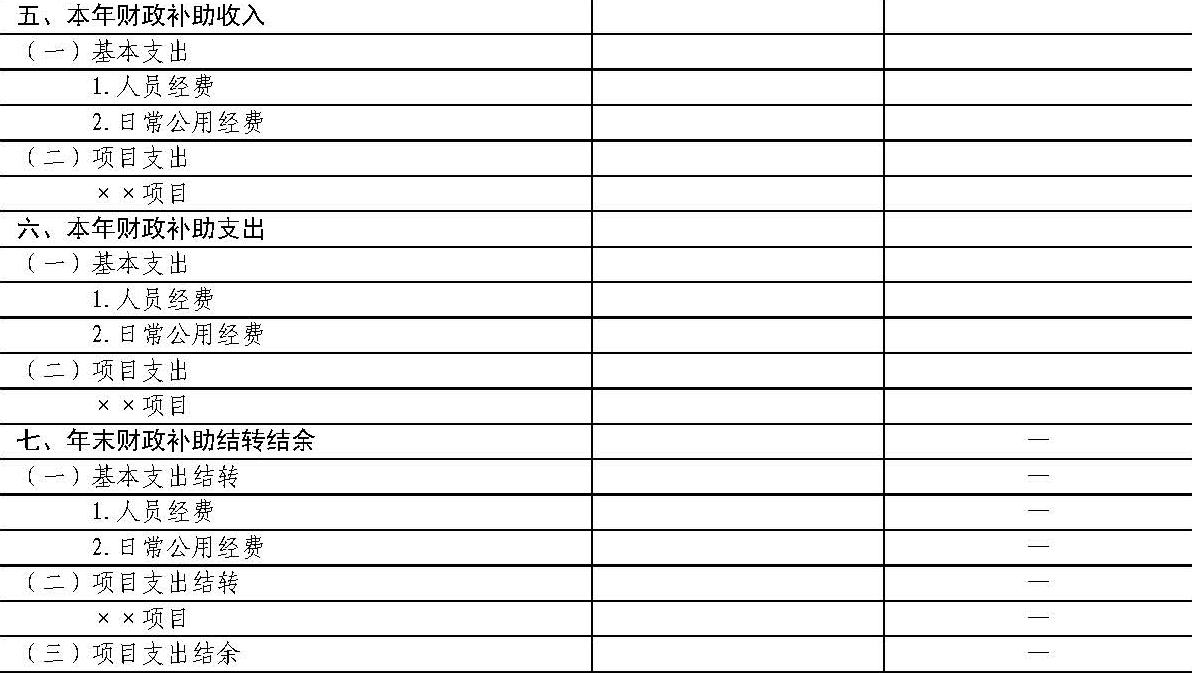 五、本年财政补助收入
（一）基本支出
1.人员经费
2.日常公用经费
（二）项目支出
××项目
六、本年财政补助支出
（一）基本支出
1.人员经费
2.日常公用经费
（二）项目支出
××项目
七、年末财政补助结转结余 —
（一）基本支出结转 —
1.人员经费 —
2.日常公用经费 —
（二）项目支出结转 —
××项目 —
（三）项目支出结余 —